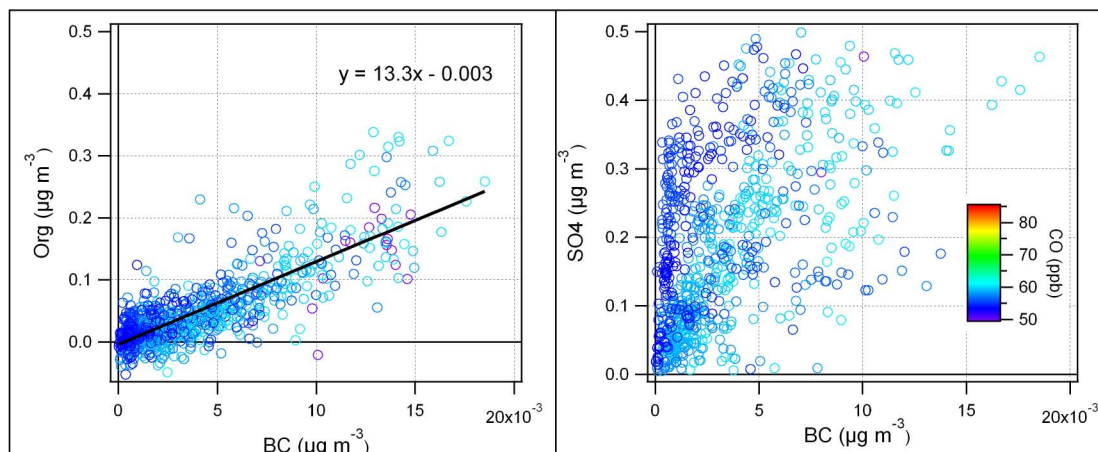 0.5
0.4
0.3
0.2
0.1
0.0
Org (µg m⁻³)
y = 13.3x - 0.003
0 5 10 15 20x10⁻³
BC (µg m⁻³)
0.5
0.4
0.3
0.2
0.1
0.0
SO4 (µg m⁻³)
0 5 10 15 20x10⁻³
BC (µg m⁻³)
80
70
60
50
CO (ppb)